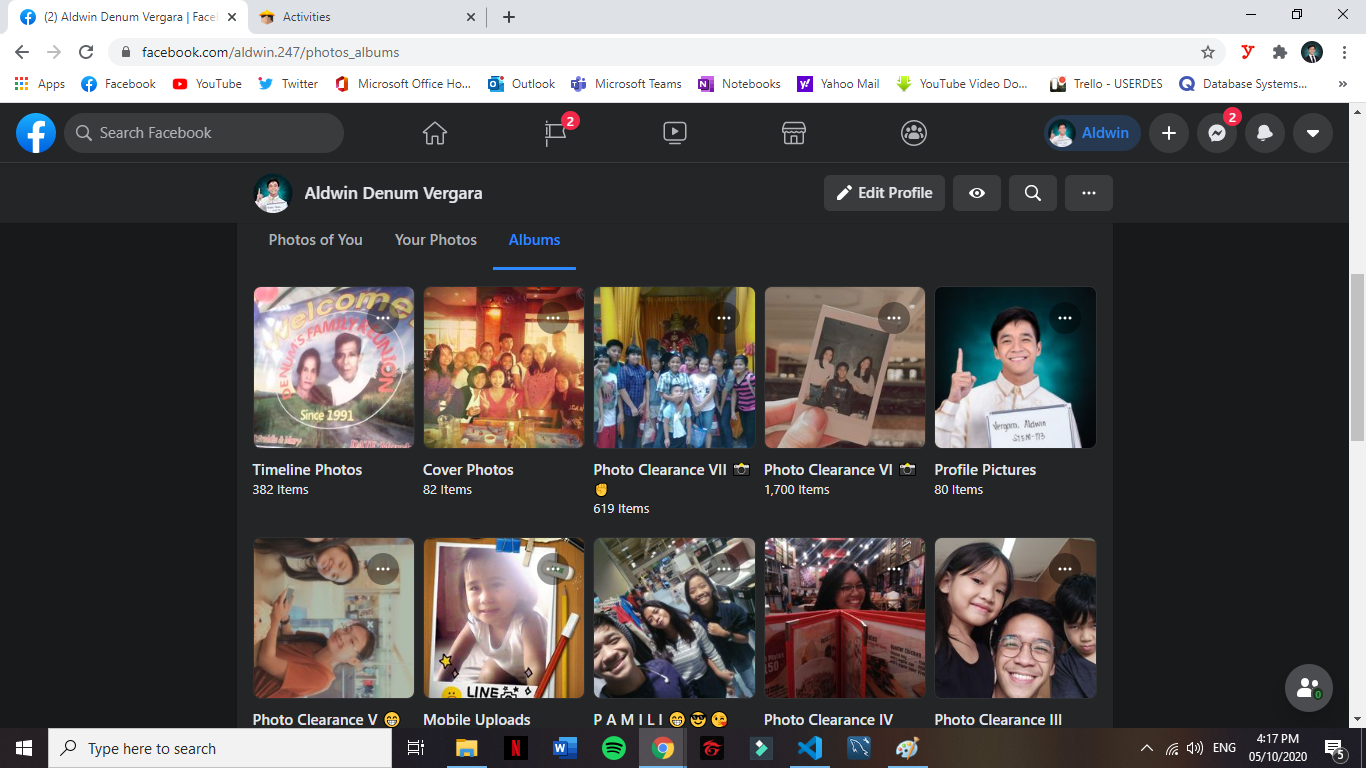 (2) Aldwin Denum Vergara | Face
Activities
facebook.com/aldwin.247/photos_albums
Apps
Facebook
YouTube
Twitter
Microsoft Office Ho...
Outlook
Microsoft Teams
Notebooks
Yahoo Mail
YouTube Video Do...
Trello - USERDES
Database Systems...
Search Facebook
2
Aldwin
2
Aldwin Denum Vergara
Edit Profile
Photos of You
Your Photos
Albums
Welcome
DENUM'S FAMILY REUNION
Since 1991
Vergara, Aldwin
Timeline Photos
382 Items
Cover Photos
82 Items
Photo Clearance VII 📷
✊
619 Items
Photo Clearance VI 📷
1,700 Items
Profile Pictures
80 Items
LINE
Photo Clearance V 😁
Mobile Uploads
P A M I L I 😁 😎 😘
Photo Clearance IV
Photo Clearance III
0
Type here to search
ENG
4:17 PM
05/10/2020
5